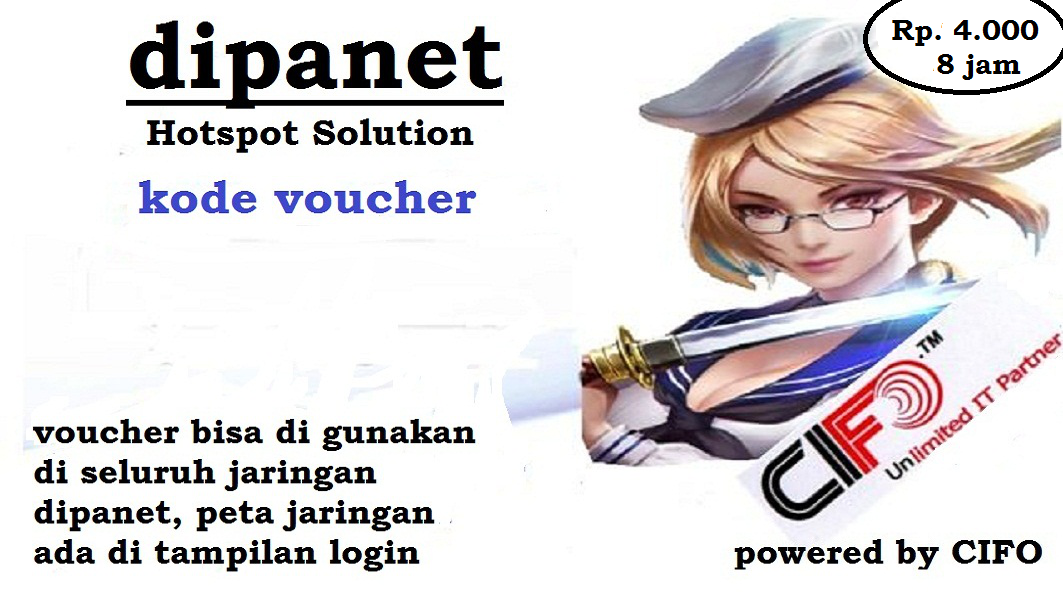 dipanet
Hotspot Solution
kode voucher
Rp. 4.000
8 jam
voucher bisa di gunakan
di seluruh jaringan
dipanet, peta jaringan
ada di tampilan login
CIFO TM
Unlimited IT Partner
powered by CIFO